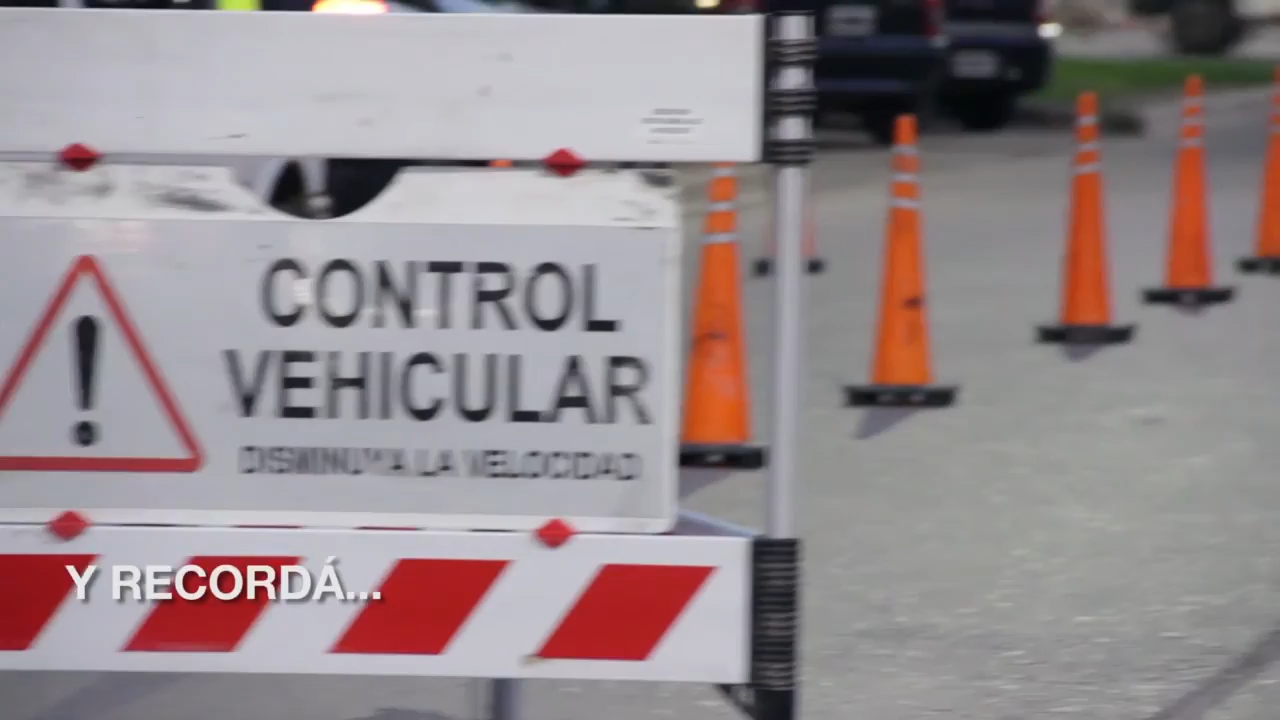 CONTROL
VEHICULAR
DISMINUYA LA VELOCIDAD
Y RECORDÁ...